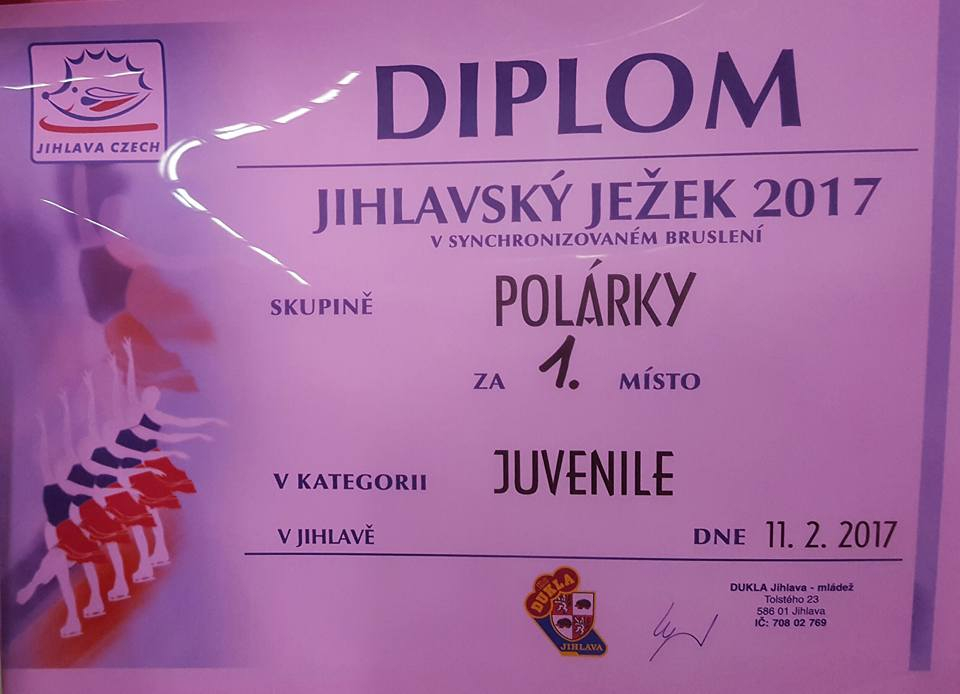 JIHLAVA CZECH
DIPLOM
JIHLAVSKÝ JEŽEK 2017
V SYNCHRONIZOVANÉM BRUSLENÍ
SKUPINĚ POLÁRKY
ZA 1. MÍSTO
V KATEGORII JUVENILE
V JIHLAVĚ DNE 11. 2. 2017
DUKLA
JIHLAVA
DUKLA Jihlava - mládež
Tolstého 23
586 01 Jihlava
IČ: 708 02 769